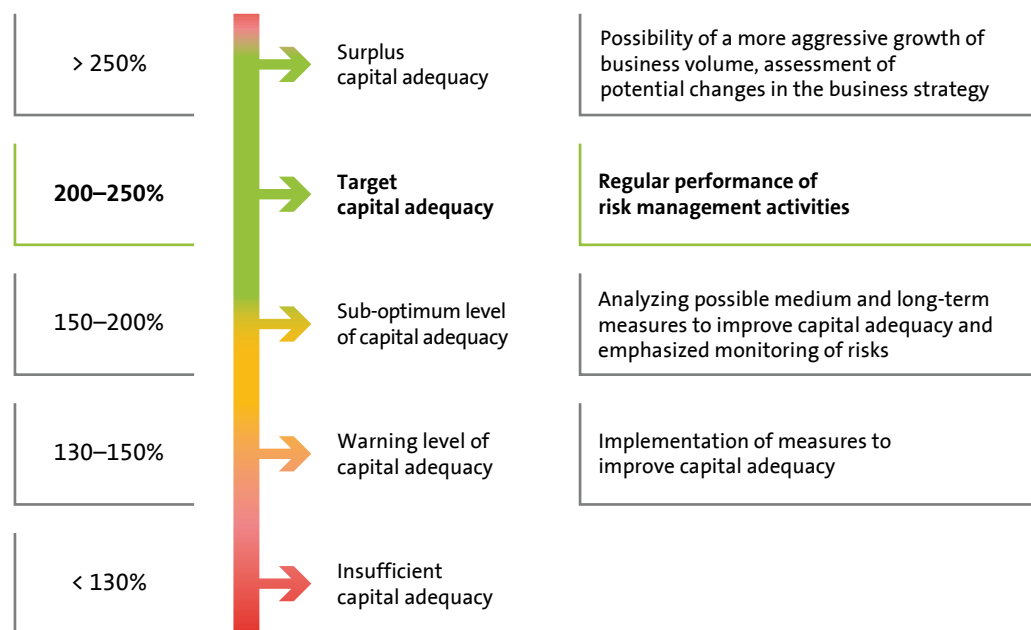 > 250%
Surplus
capital adequacy
Possibility of a more aggressive growth of
business volume, assessment of
potential changes in the business strategy
200–250%
Target
capital adequacy
Regular performance of
risk management activities
150–200%
Sub-optimum level
of capital adequacy
Analyzing possible medium and long-term
measures to improve capital adequacy and
emphasized monitoring of risks
130–150%
Warning level of
capital adequacy
Implementation of measures to
improve capital adequacy
< 130%
Insufficient
capital adequacy